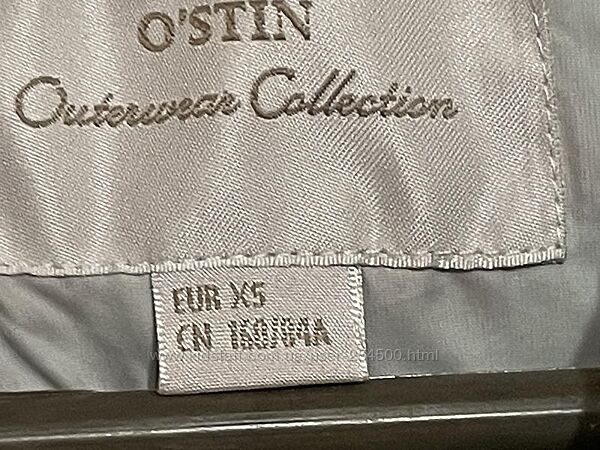 O'STIN
Outerwear Collection
EUR XS
CN 160/84A